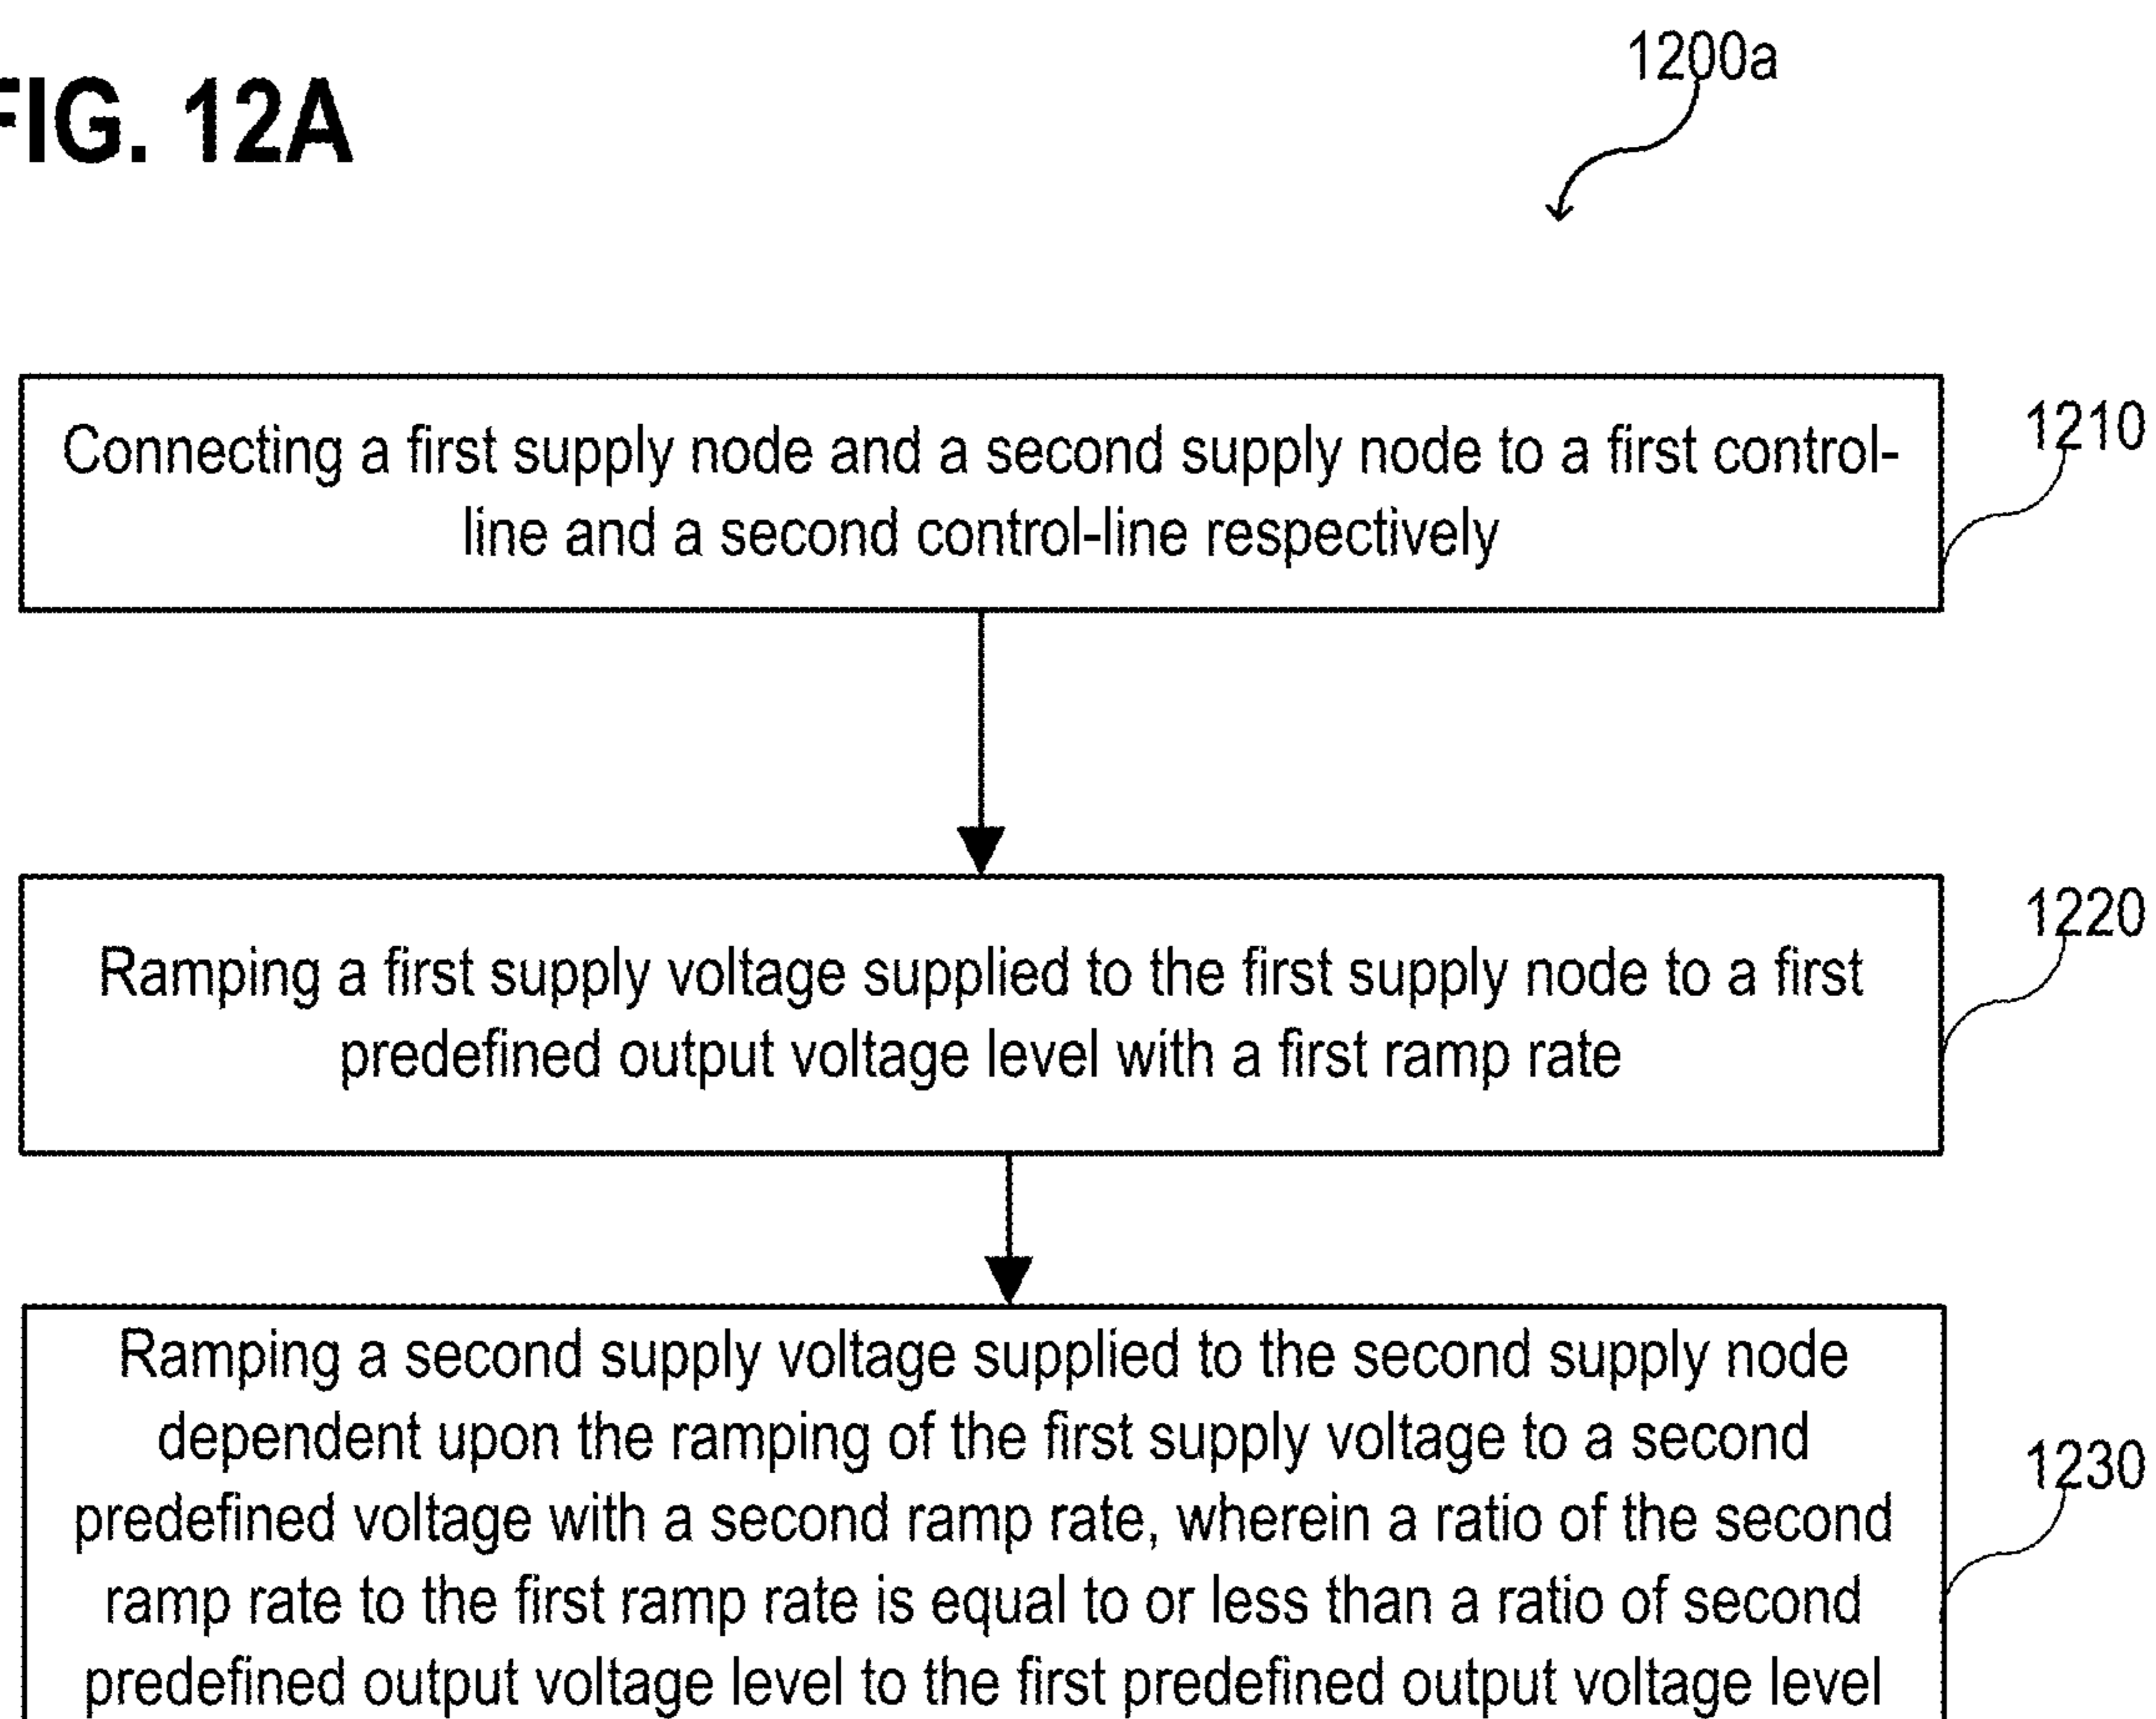 FIG. 12A
1200a
Connecting a first supply node and a second supply node to a first control-
line and a second control-line respectively
1210
Ramping a first supply voltage supplied to the first supply node to a first
predefined output voltage level with a first ramp rate
1220
Ramping a second supply voltage supplied to the second supply node
dependent upon the ramping of the first supply voltage to a second
predefined voltage with a second ramp rate, wherein a ratio of the second
ramp rate to the first ramp rate is equal to or less than a ratio of second
predefined output voltage level to the first predefined output voltage level
1230